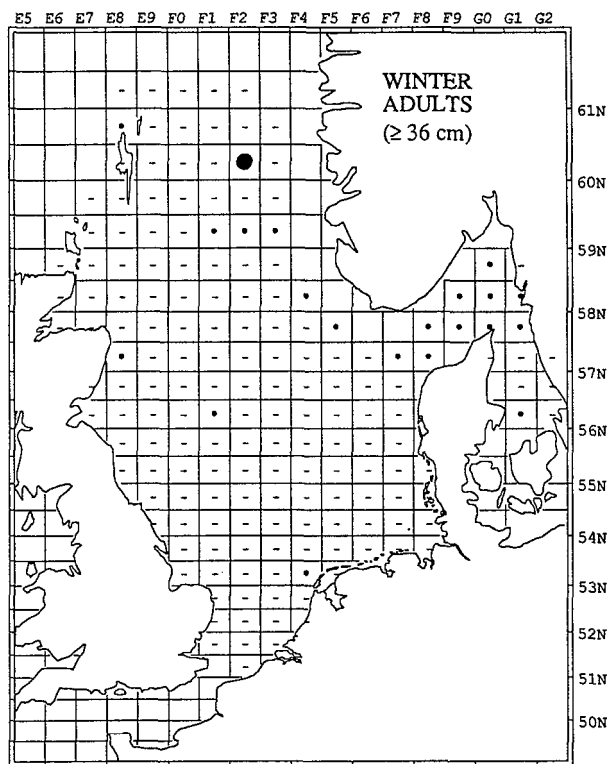 E5 E6 E7 E8 E9 F0 F1 F2 F3 F4 F5 F6 F7 F8 F9 G0 G1 G2
WINTER
ADULTS
(≥ 36 cm)
61N
60N
59N
58N
57N
56N
55N
54N
53N
52N
51N
50N